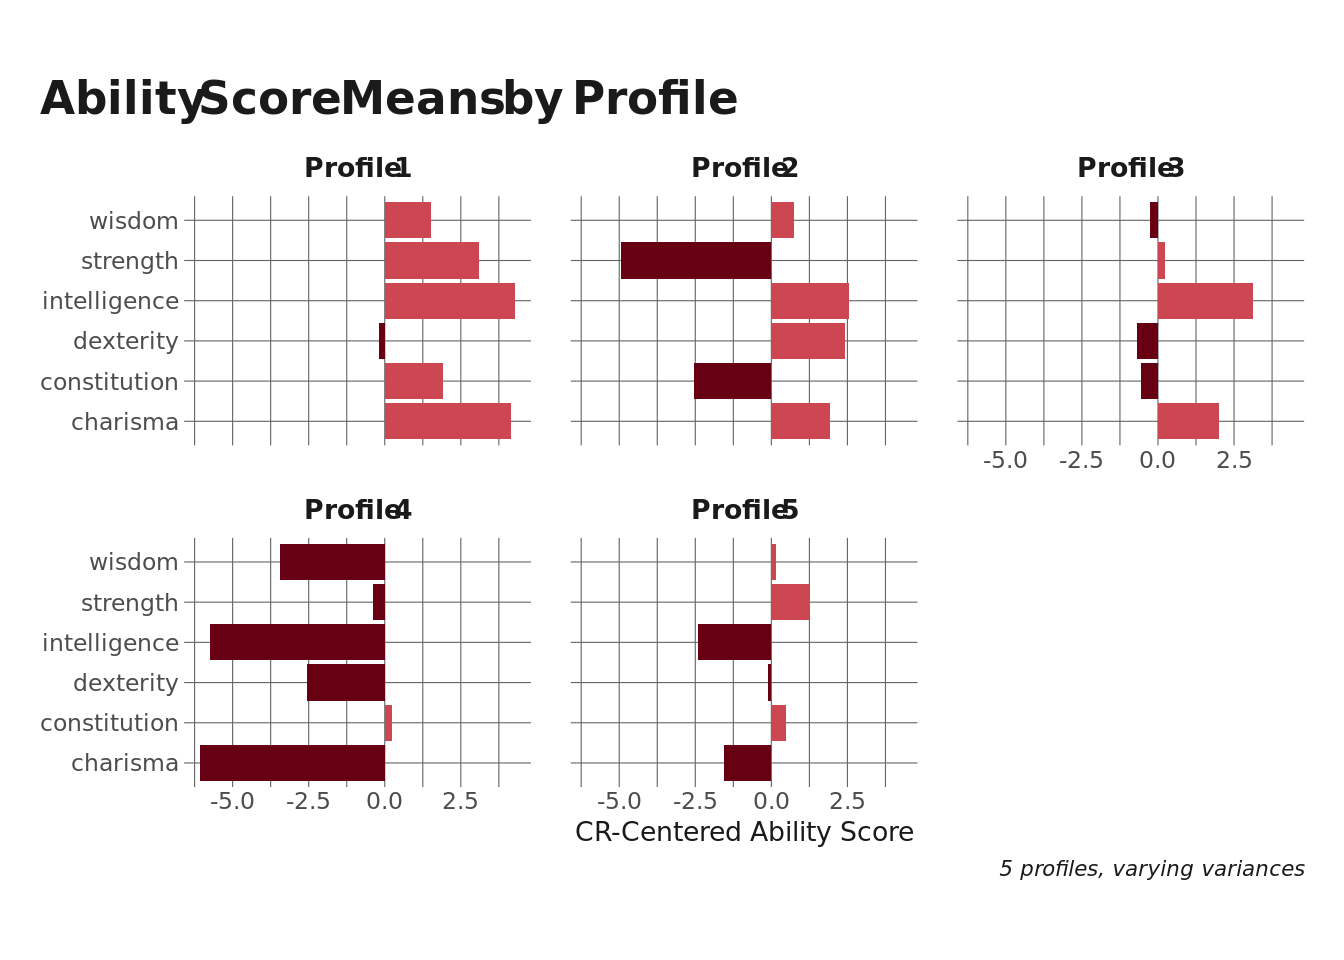 Ability Score Means by Profile
Profile 1
Profile 2
Profile 3
wisdom
strength
intelligence
dexterity
constitution
charisma
-5.0 -2.5 0.0 2.5
Profile 4
Profile 5
wisdom
strength
intelligence
dexterity
constitution
charisma
-5.0 -2.5 0.0 2.5
-5.0 -2.5 0.0 2.5
CR-Centered Ability Score
5 profiles, varying variances